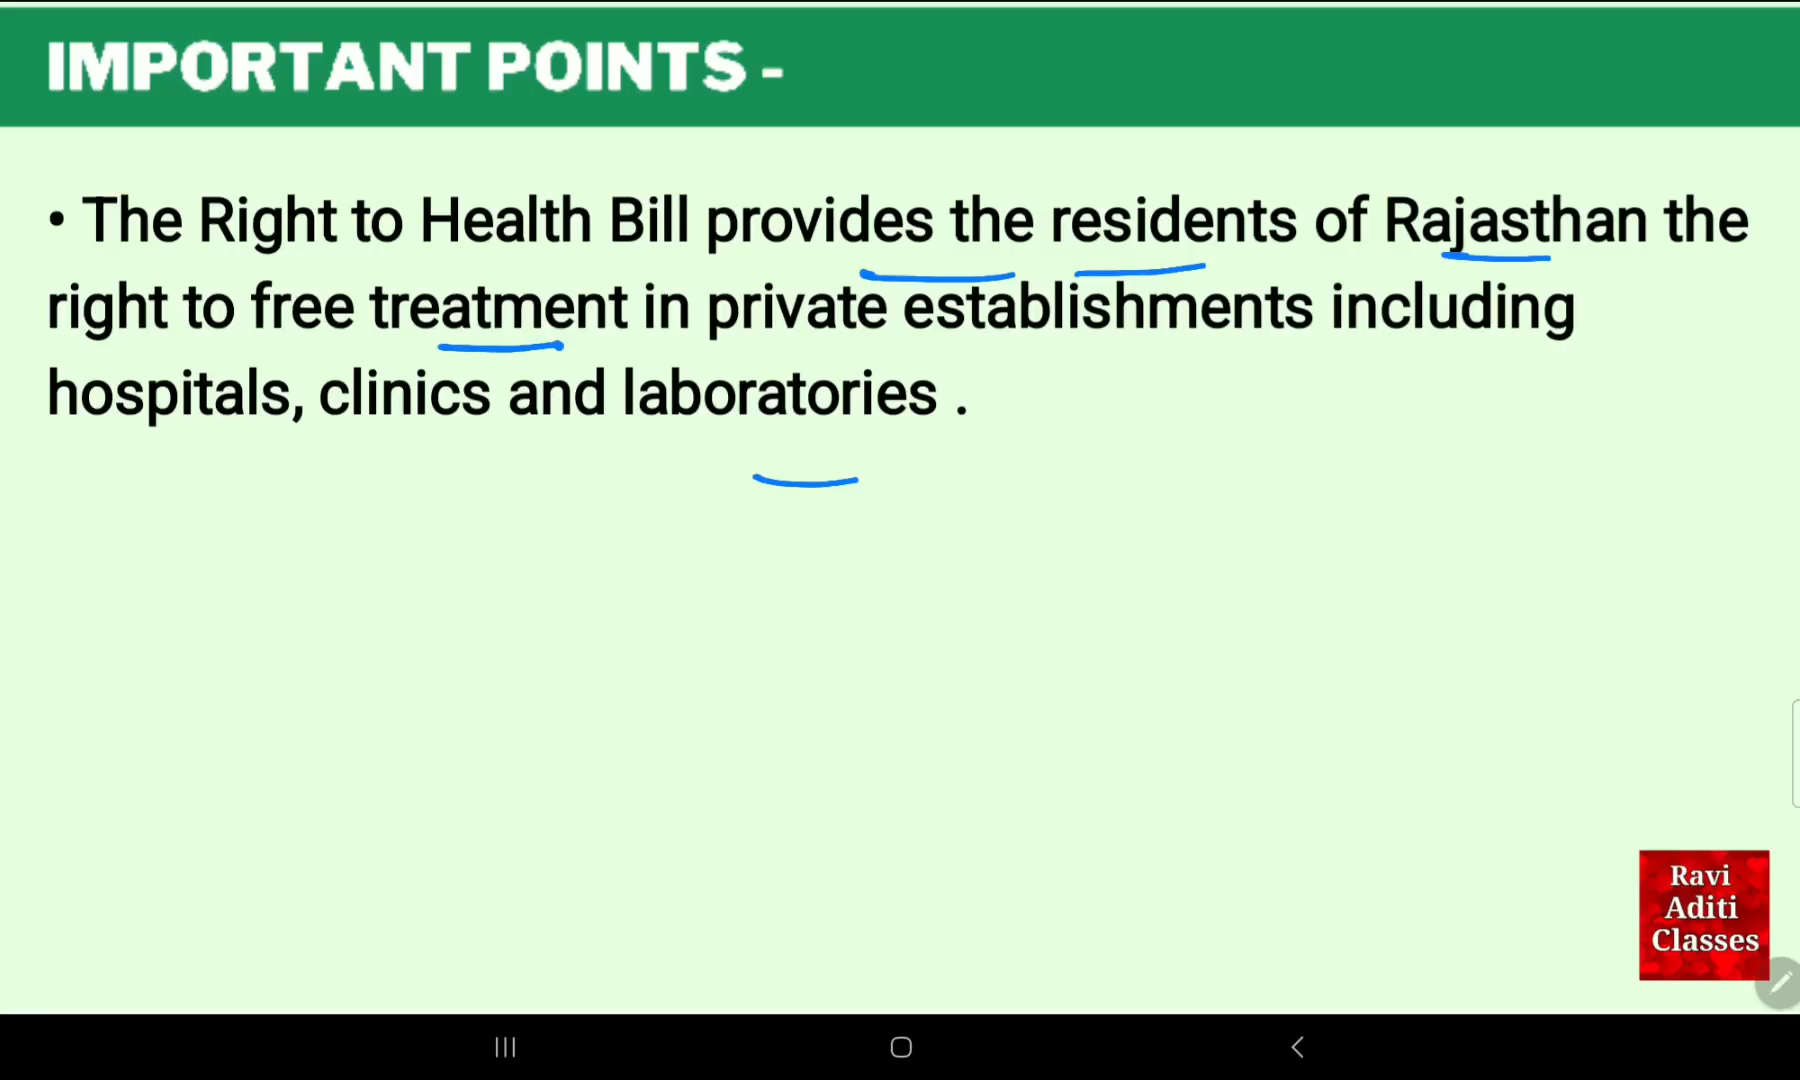 IMPORTANT POINTS -
• The Right to Health Bill provides the residents of Rajasthan the
right to free treatment in private establishments including
hospitals, clinics and laboratories .
Ravi
Aditi
Classes